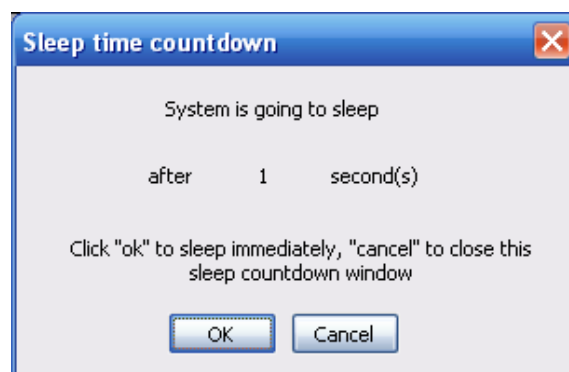 Sleep time countdown
System is going to sleep
after 1 second(s)
Click "ok" to sleep immediately, "cancel" to close this
sleep countdown window
OK Cancel